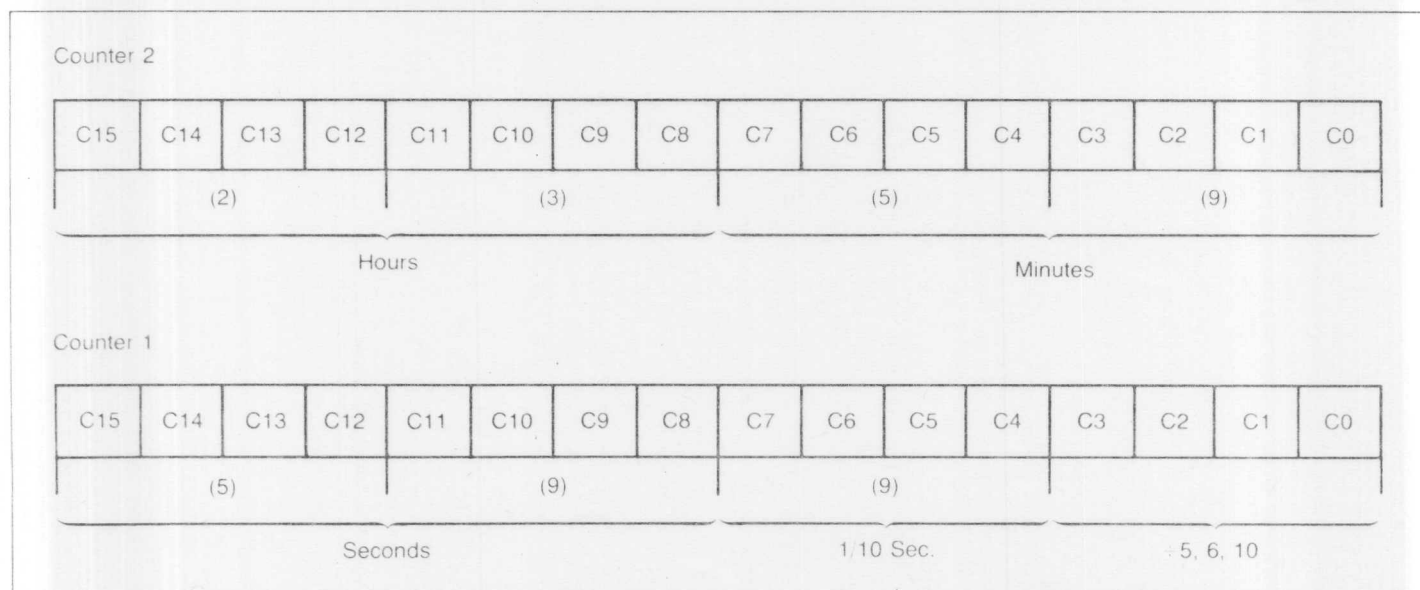 Counter 2
C15 C14 C13 C12 C11 C10 C9 C8 C7 C6 C5 C4 C3 C2 C1 C0
(2) (3) (5) (9)
Hours Minutes
Counter 1
C15 C14 C13 C12 C11 C10 C9 C8 C7 C6 C5 C4 C3 C2 C1 C0
(5) (9) (9)
Seconds 1/10 Sec. ÷5, 6, 10